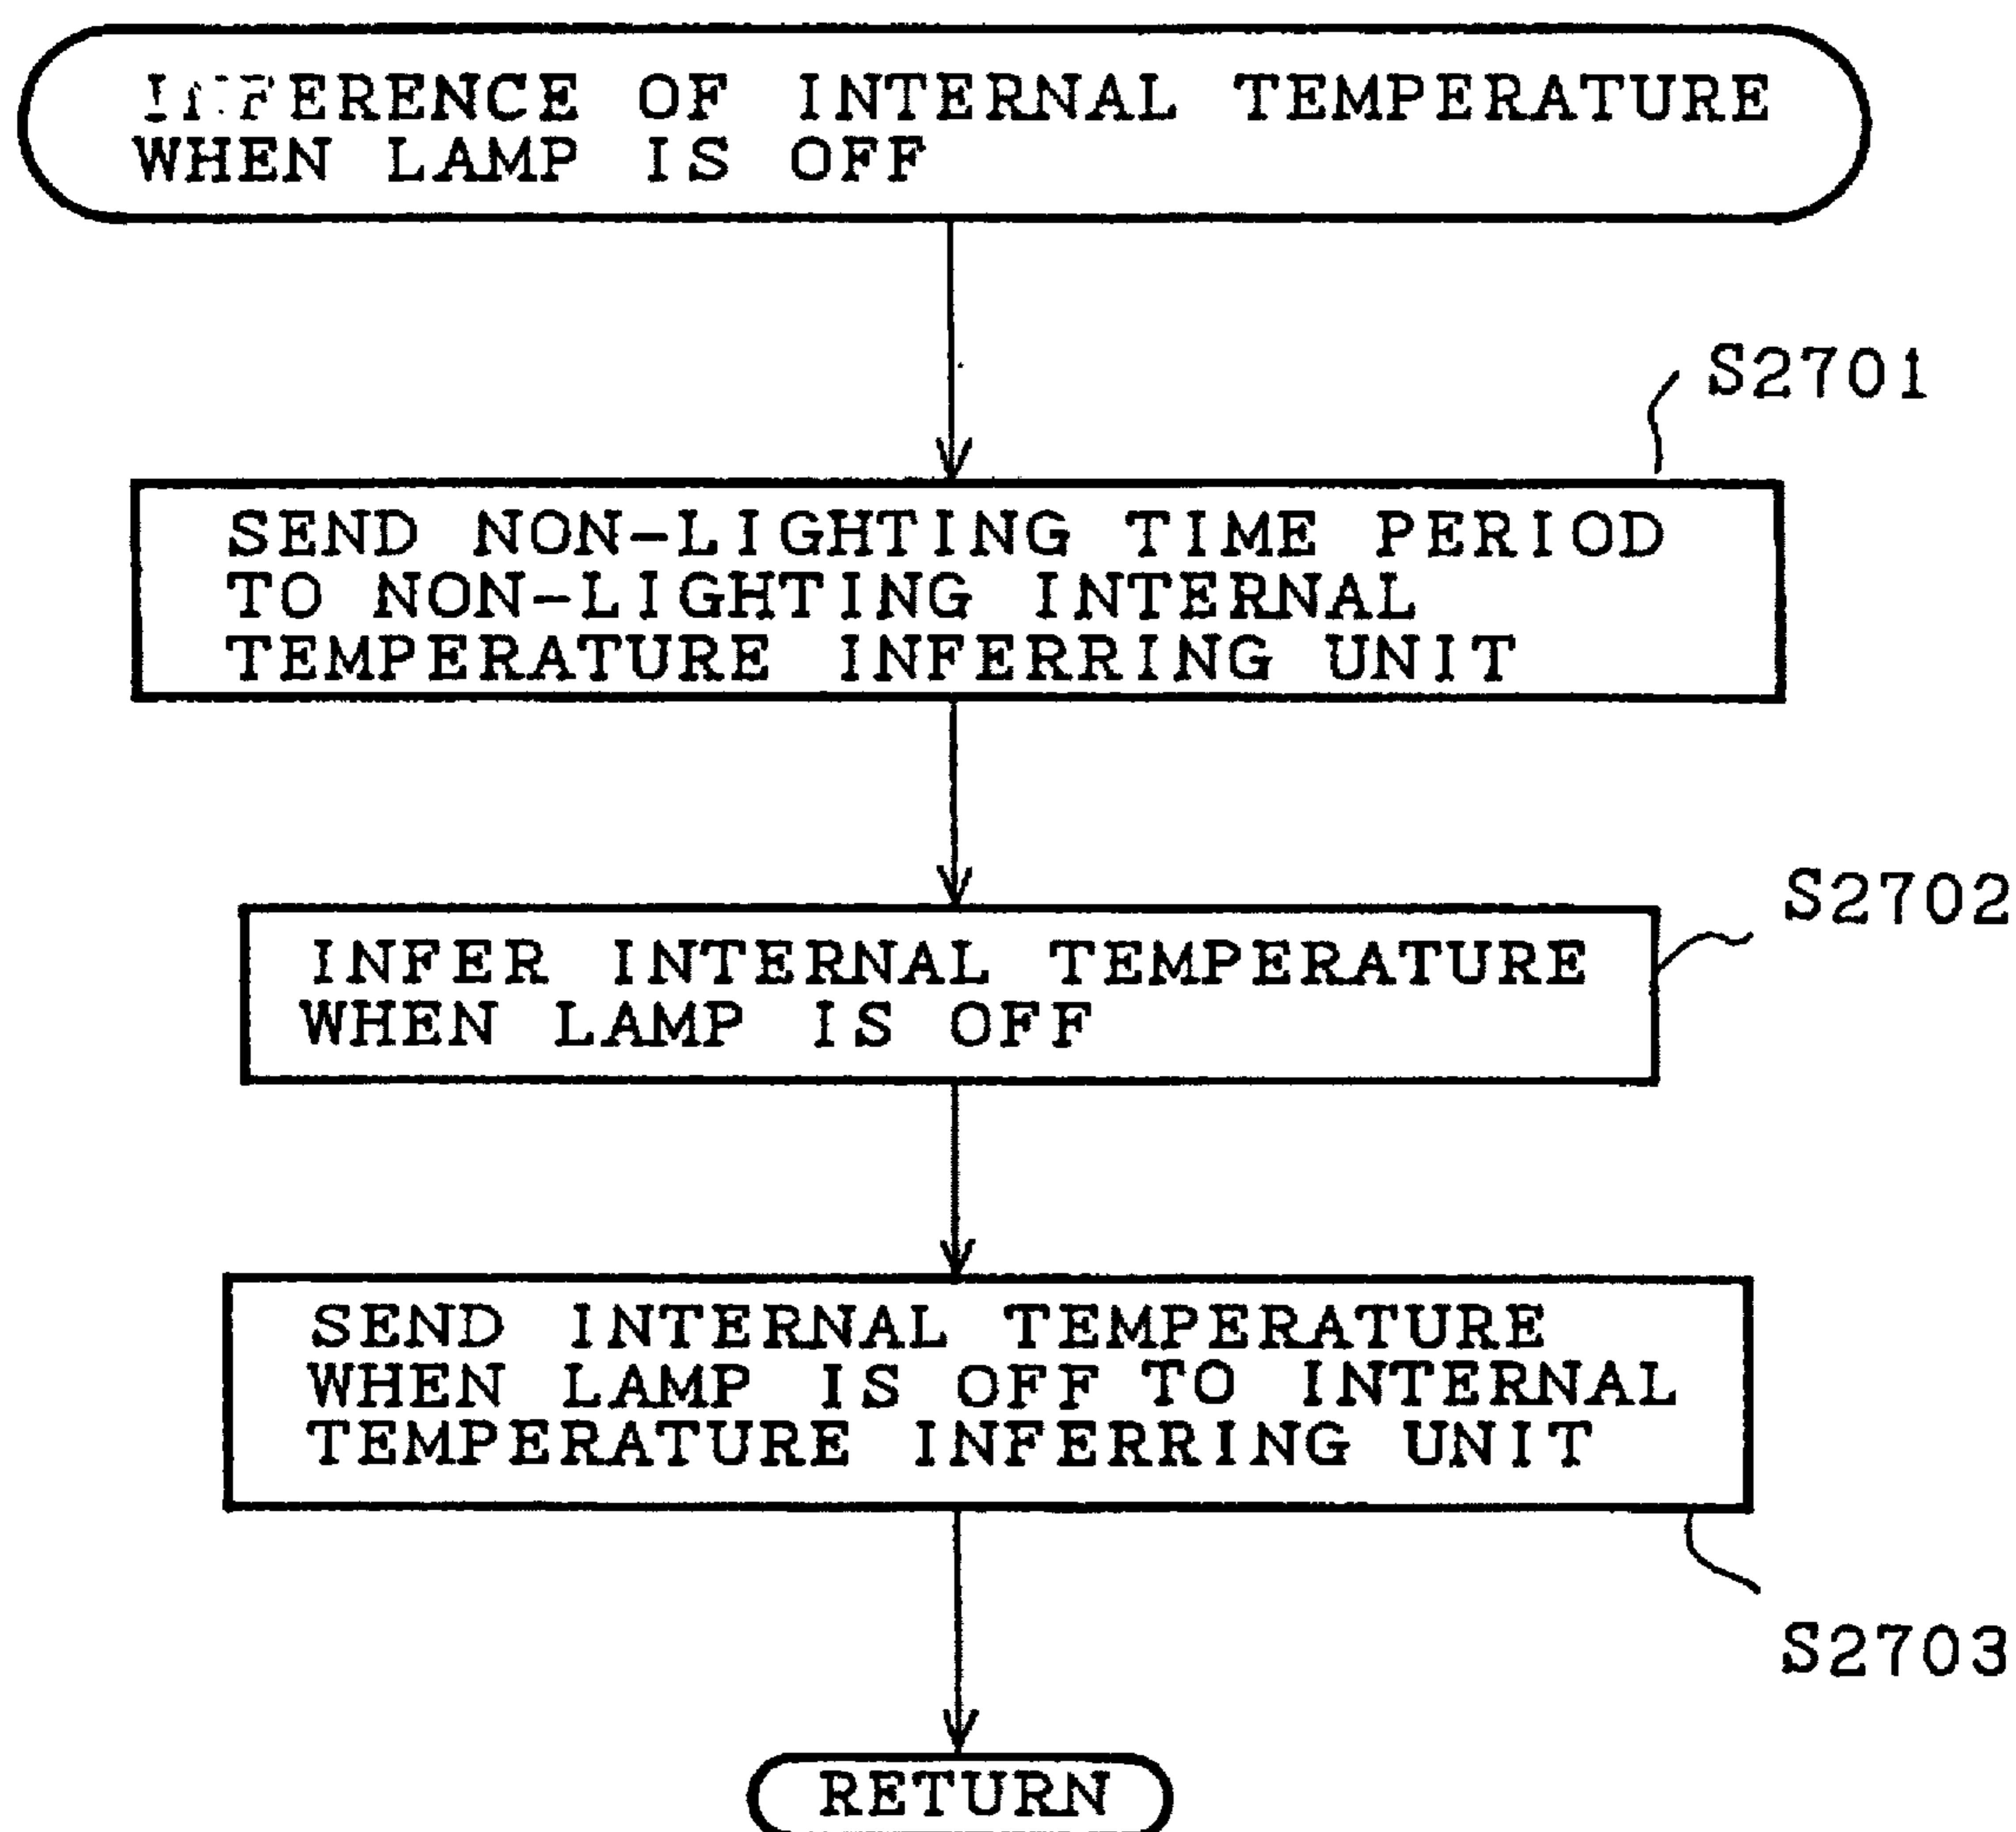 INFERENCE OF INTERNAL TEMPERATURE
WHEN LAMP IS OFF
S2701
SEND NON-LIGHTING TIME PERIOD
TO NON-LIGHTING INTERNAL
TEMPERATURE INFERRING UNIT
S2702
INFER INTERNAL TEMPERATURE
WHEN LAMP IS OFF
SEND INTERNAL TEMPERATURE
WHEN LAMP IS OFF TO INTERNAL
TEMPERATURE INFERRING UNIT
S2703
RETURN